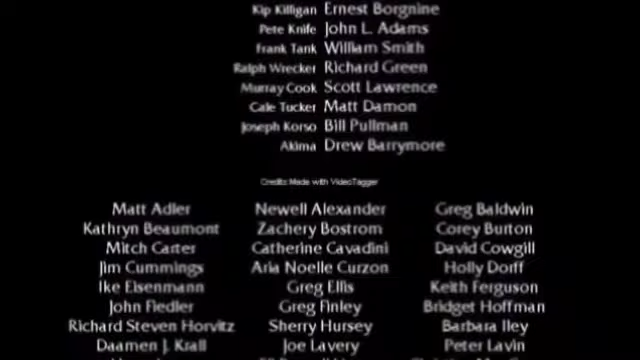 Kip Killigan Ernest Borgnine
Pete Knife John L. Adams
Frank Tank William Smith
Ralph Wrecker Richard Green
Murray Cook Scott Lawrence
Cale Tucker Matt Damon
Joseph Korso Bill Pullman
Akima Drew Barrymore
Credits Made with VideoTagger
Matt Adler Newell Alexander Greg Baldwin
Kathryn Beaumont Zachery Bostrom Corey Burton
Mitch Carter Catherine Cavadini David Cowgill
Jim Cummings Aria Noelle Curzon Holly Dorff
Ike Eisenmann Greg Ellis Keith Ferguson
John Fiedler Greg Finley Bridget Hoffman
Richard Steven Horvitz Sherry Hursey Barbara Iley
Daamen J. Krall Joe Lavery Peter Lavin